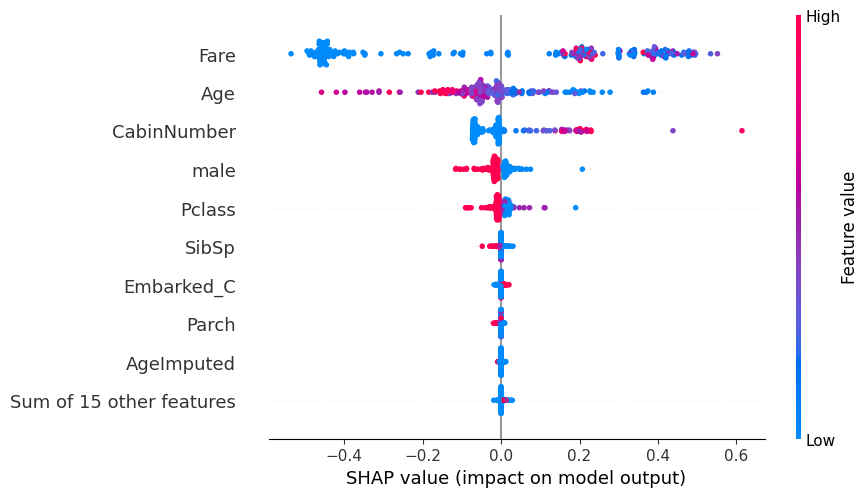 High
Fare
Age
CabinNumber
male
Pclass
SibSp
Embarked_C
Parch
AgeImputed
Sum of 15 other features
Feature value
Low
−0.4 −0.2 0.0 0.2 0.4 0.6
SHAP value (impact on model output)